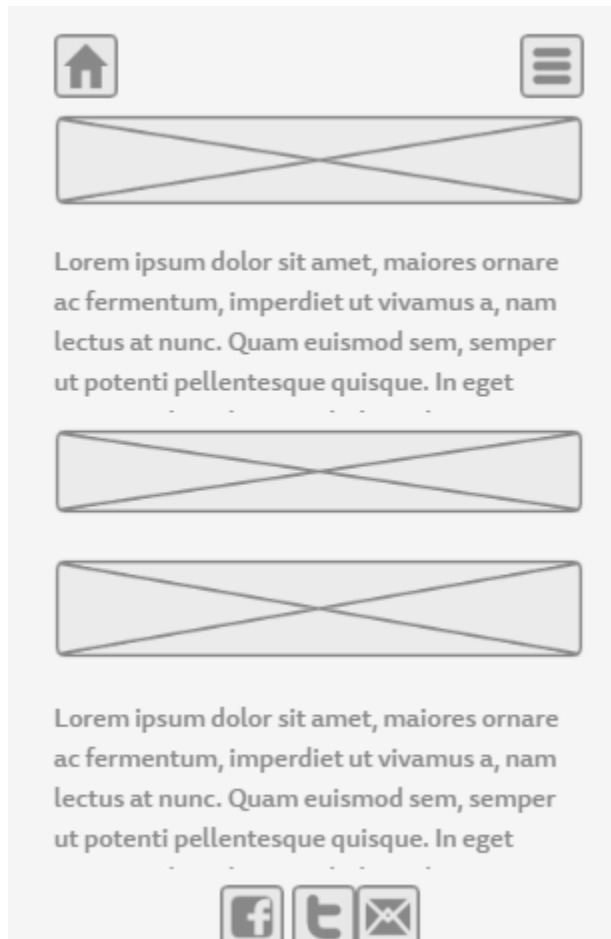 Lorem ipsum dolor sit amet, maiores ornare
ac fermentum, imperdiet ut vivamus a, nam
lectus at nunc. Quam euismod sem, semper
ut potenti pellentesque quisque. In eget
Lorem ipsum dolor sit amet, maiores ornare
ac fermentum, imperdiet ut vivamus a, nam
lectus at nunc. Quam euismod sem, semper
ut potenti pellentesque quisque. In eget